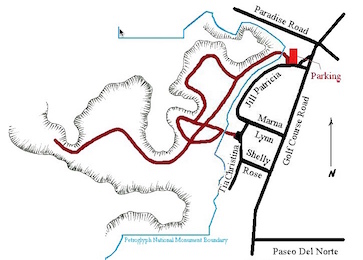 Paradise Road
Parking
Jill Patricia
Golf Course Road
Marna
Lynn
Tia Christina
Shelly
Rose
N
Petroglyph National Monument Boundary
Paseo Del Norte